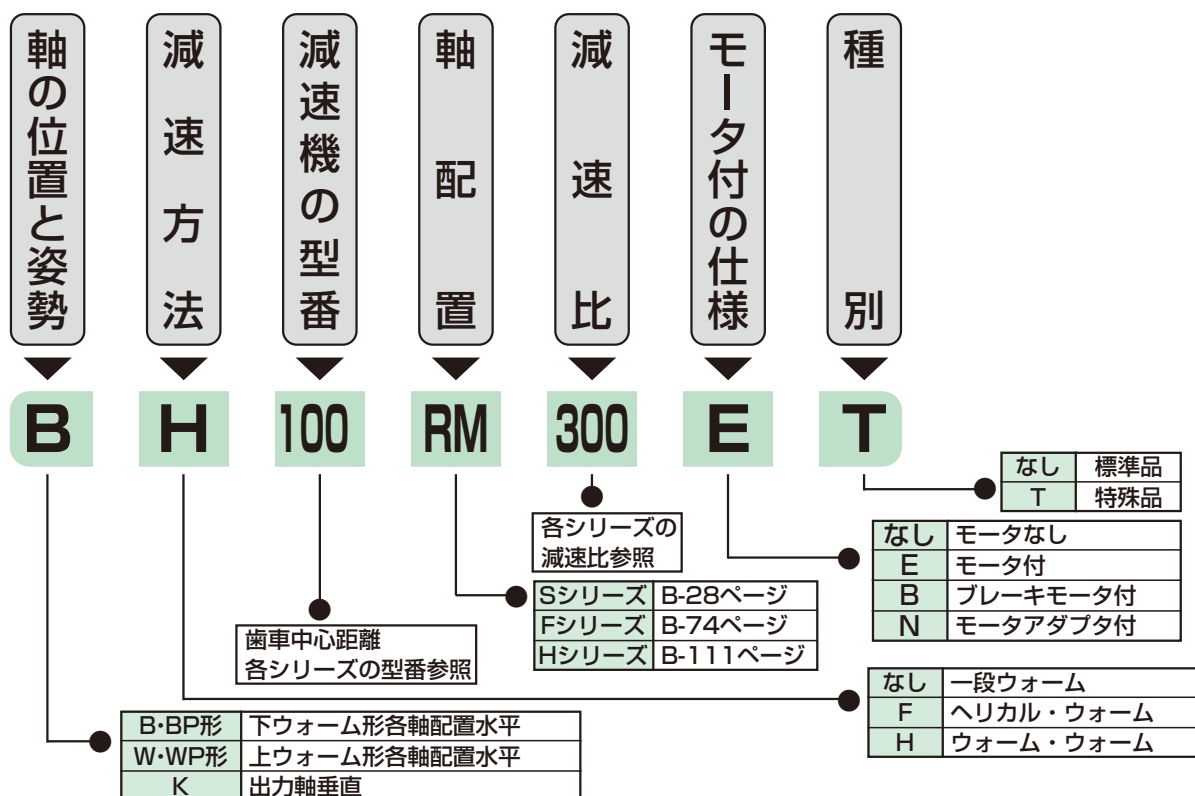 軸の位置と姿勢
減速方法
減速機の型番
軸配置
減速比
モータ付の仕様
種別
B H 100 RM 300 E T
なし 標準品
T 特殊品
なし モータなし
E モータ付
B ブレーキモータ付
N モータアダプタ付
各シリーズの
減速比参照
Sシリーズ B-28ページ
Fシリーズ B-74ページ
Hシリーズ B-111ページ
歯車中心距離
各シリーズの型番参照
なし 一段ウォーム
F ヘリカル・ウォーム
H ウォーム・ウォーム
B・BP形 下ウォーム形各軸配置水平
W・WP形 上ウォーム形各軸配置水平
K 出力軸垂直